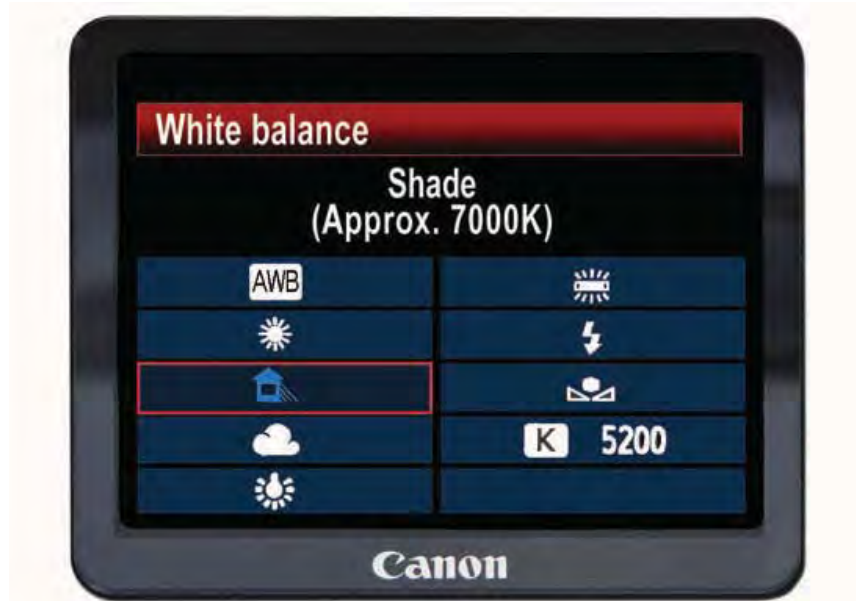 White balance
Shade
(Approx. 7000K)
AWB
K 5200
Canon